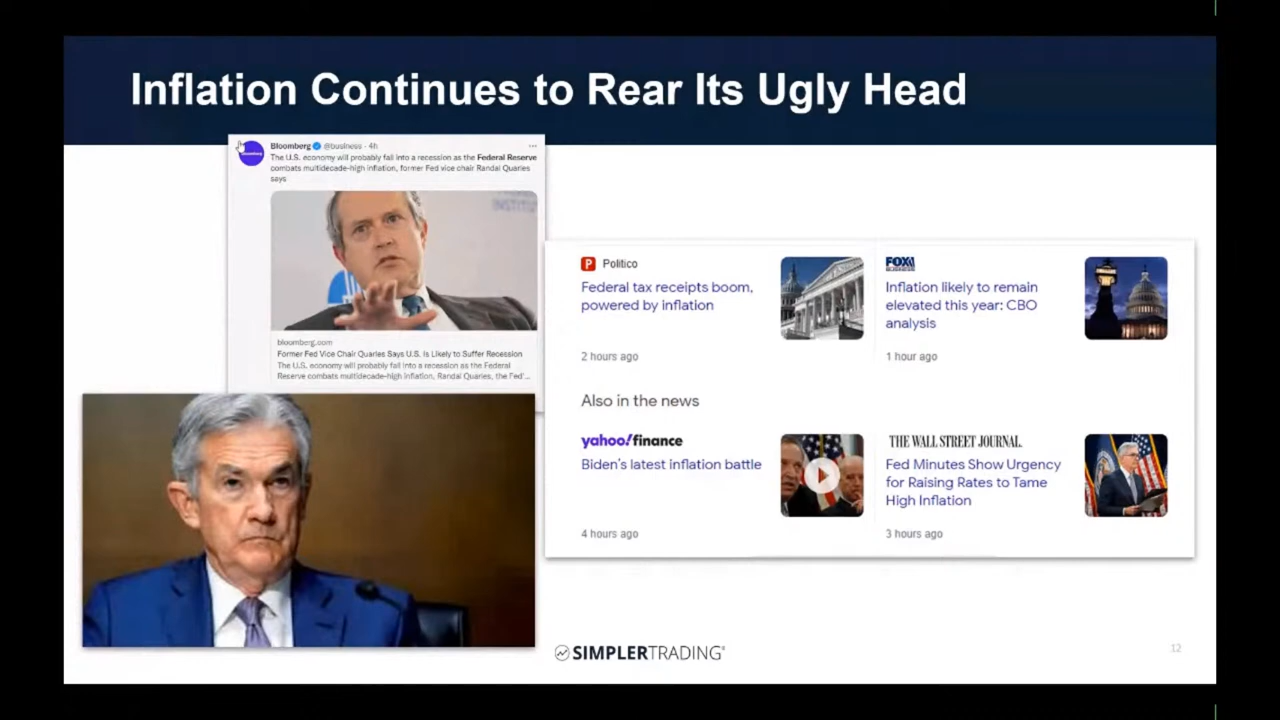 Inflation Continues to Rear Its Ugly Head
Bloomberg @business · 4h
The U.S. economy will probably fall into a recession as the Federal Reserve
combats multidecade-high inflation, former Fed vice chair Randal Quarles
says
bloomberg.com
Former Fed Vice Chair Quarles Says U.S. Is Likely to Suffer Recession
The U.S. economy will probably fall into a recession as the Federal
Reserve combats multidecade-high inflation, Randal Quarles, the Fed'...
Politico
Federal tax receipts boom,
powered by inflation
2 hours ago
FOX
BUSINESS
Inflation likely to remain
elevated this year: CBO
analysis
1 hour ago
Also in the news
yahoo!finance
Biden's latest inflation battle
4 hours ago
THE WALL STREET JOURNAL.
Fed Minutes Show Urgency
for Raising Rates to Tame
High Inflation
3 hours ago
SIMPLERTRADING®
12